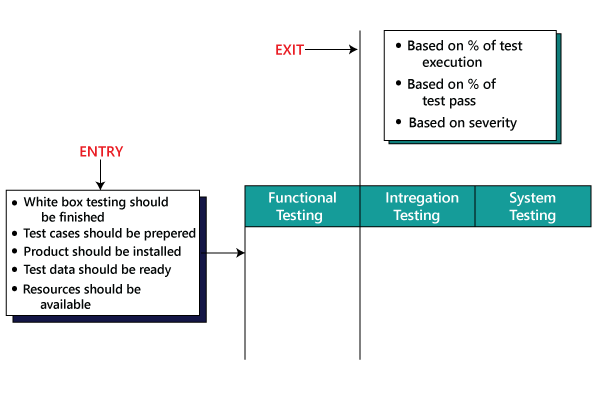 EXIT
• Based on % of test
execution
• Based on % of
test pass
• Based on severity
ENTRY
• White box testing should
be finished
• Test cases should be prepered
• Product should be installed
• Test data should be ready
• Resources should be
available
Functional
Testing
Intregation
Testing
System
Testing